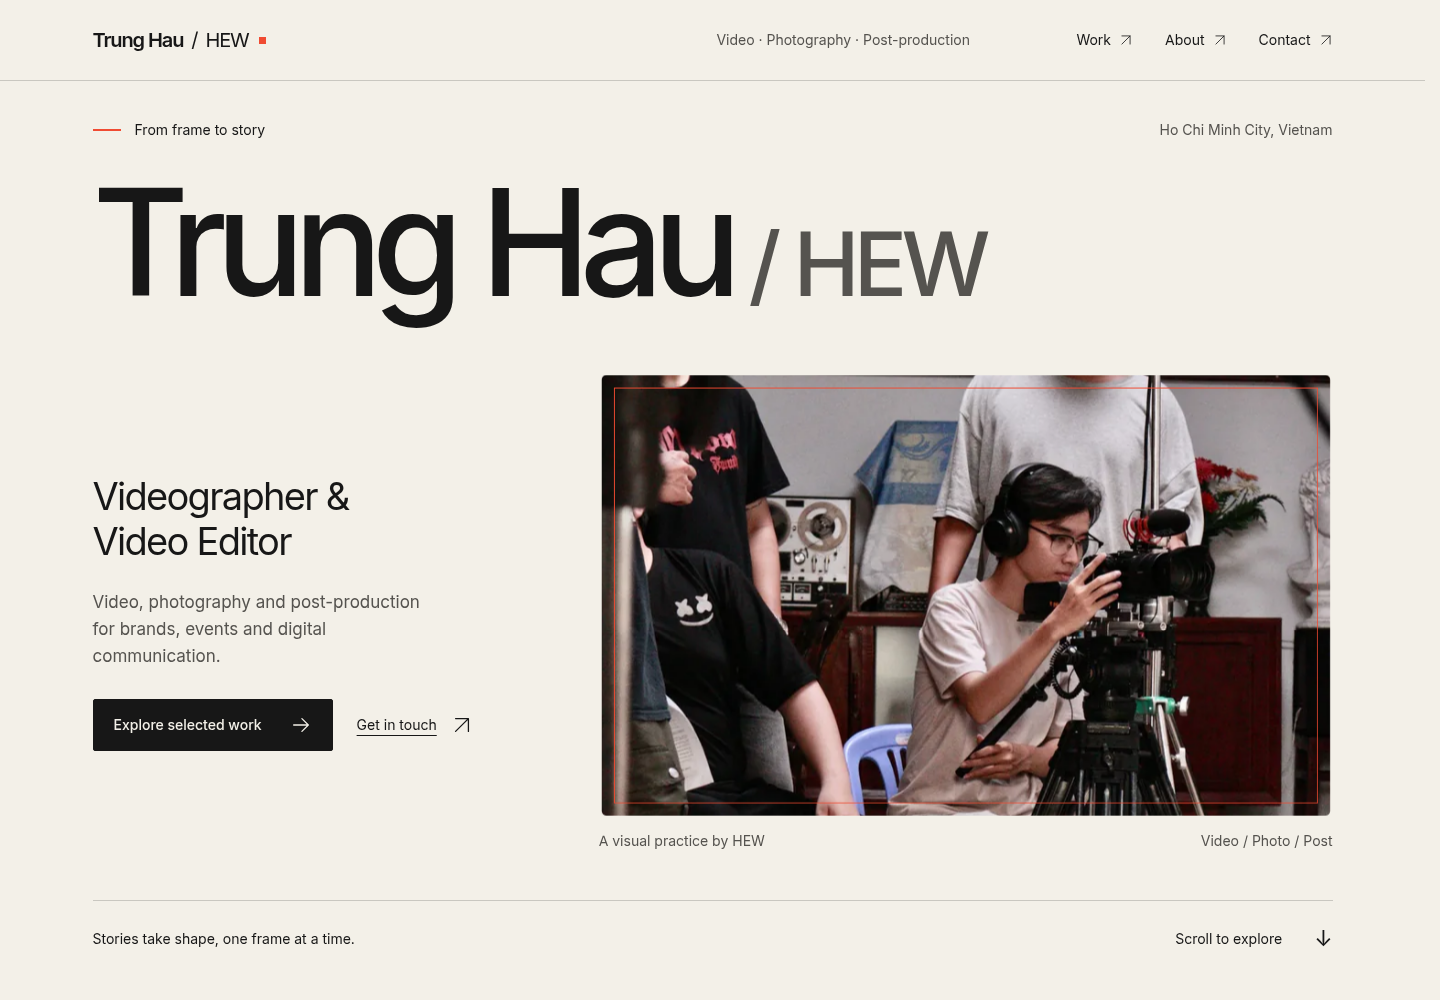 Trung Hau / HEW
Video · Photography · Post-production
Work
About
Contact
From frame to story
Ho Chi Minh City, Vietnam
Trung Hau / HEW
Videographer &
Video Editor
Video, photography and post-production
for brands, events and digital
communication.
Explore selected work
Get in touch
A visual practice by HEW
Video / Photo / Post
Stories take shape, one frame at a time.
Scroll to explore